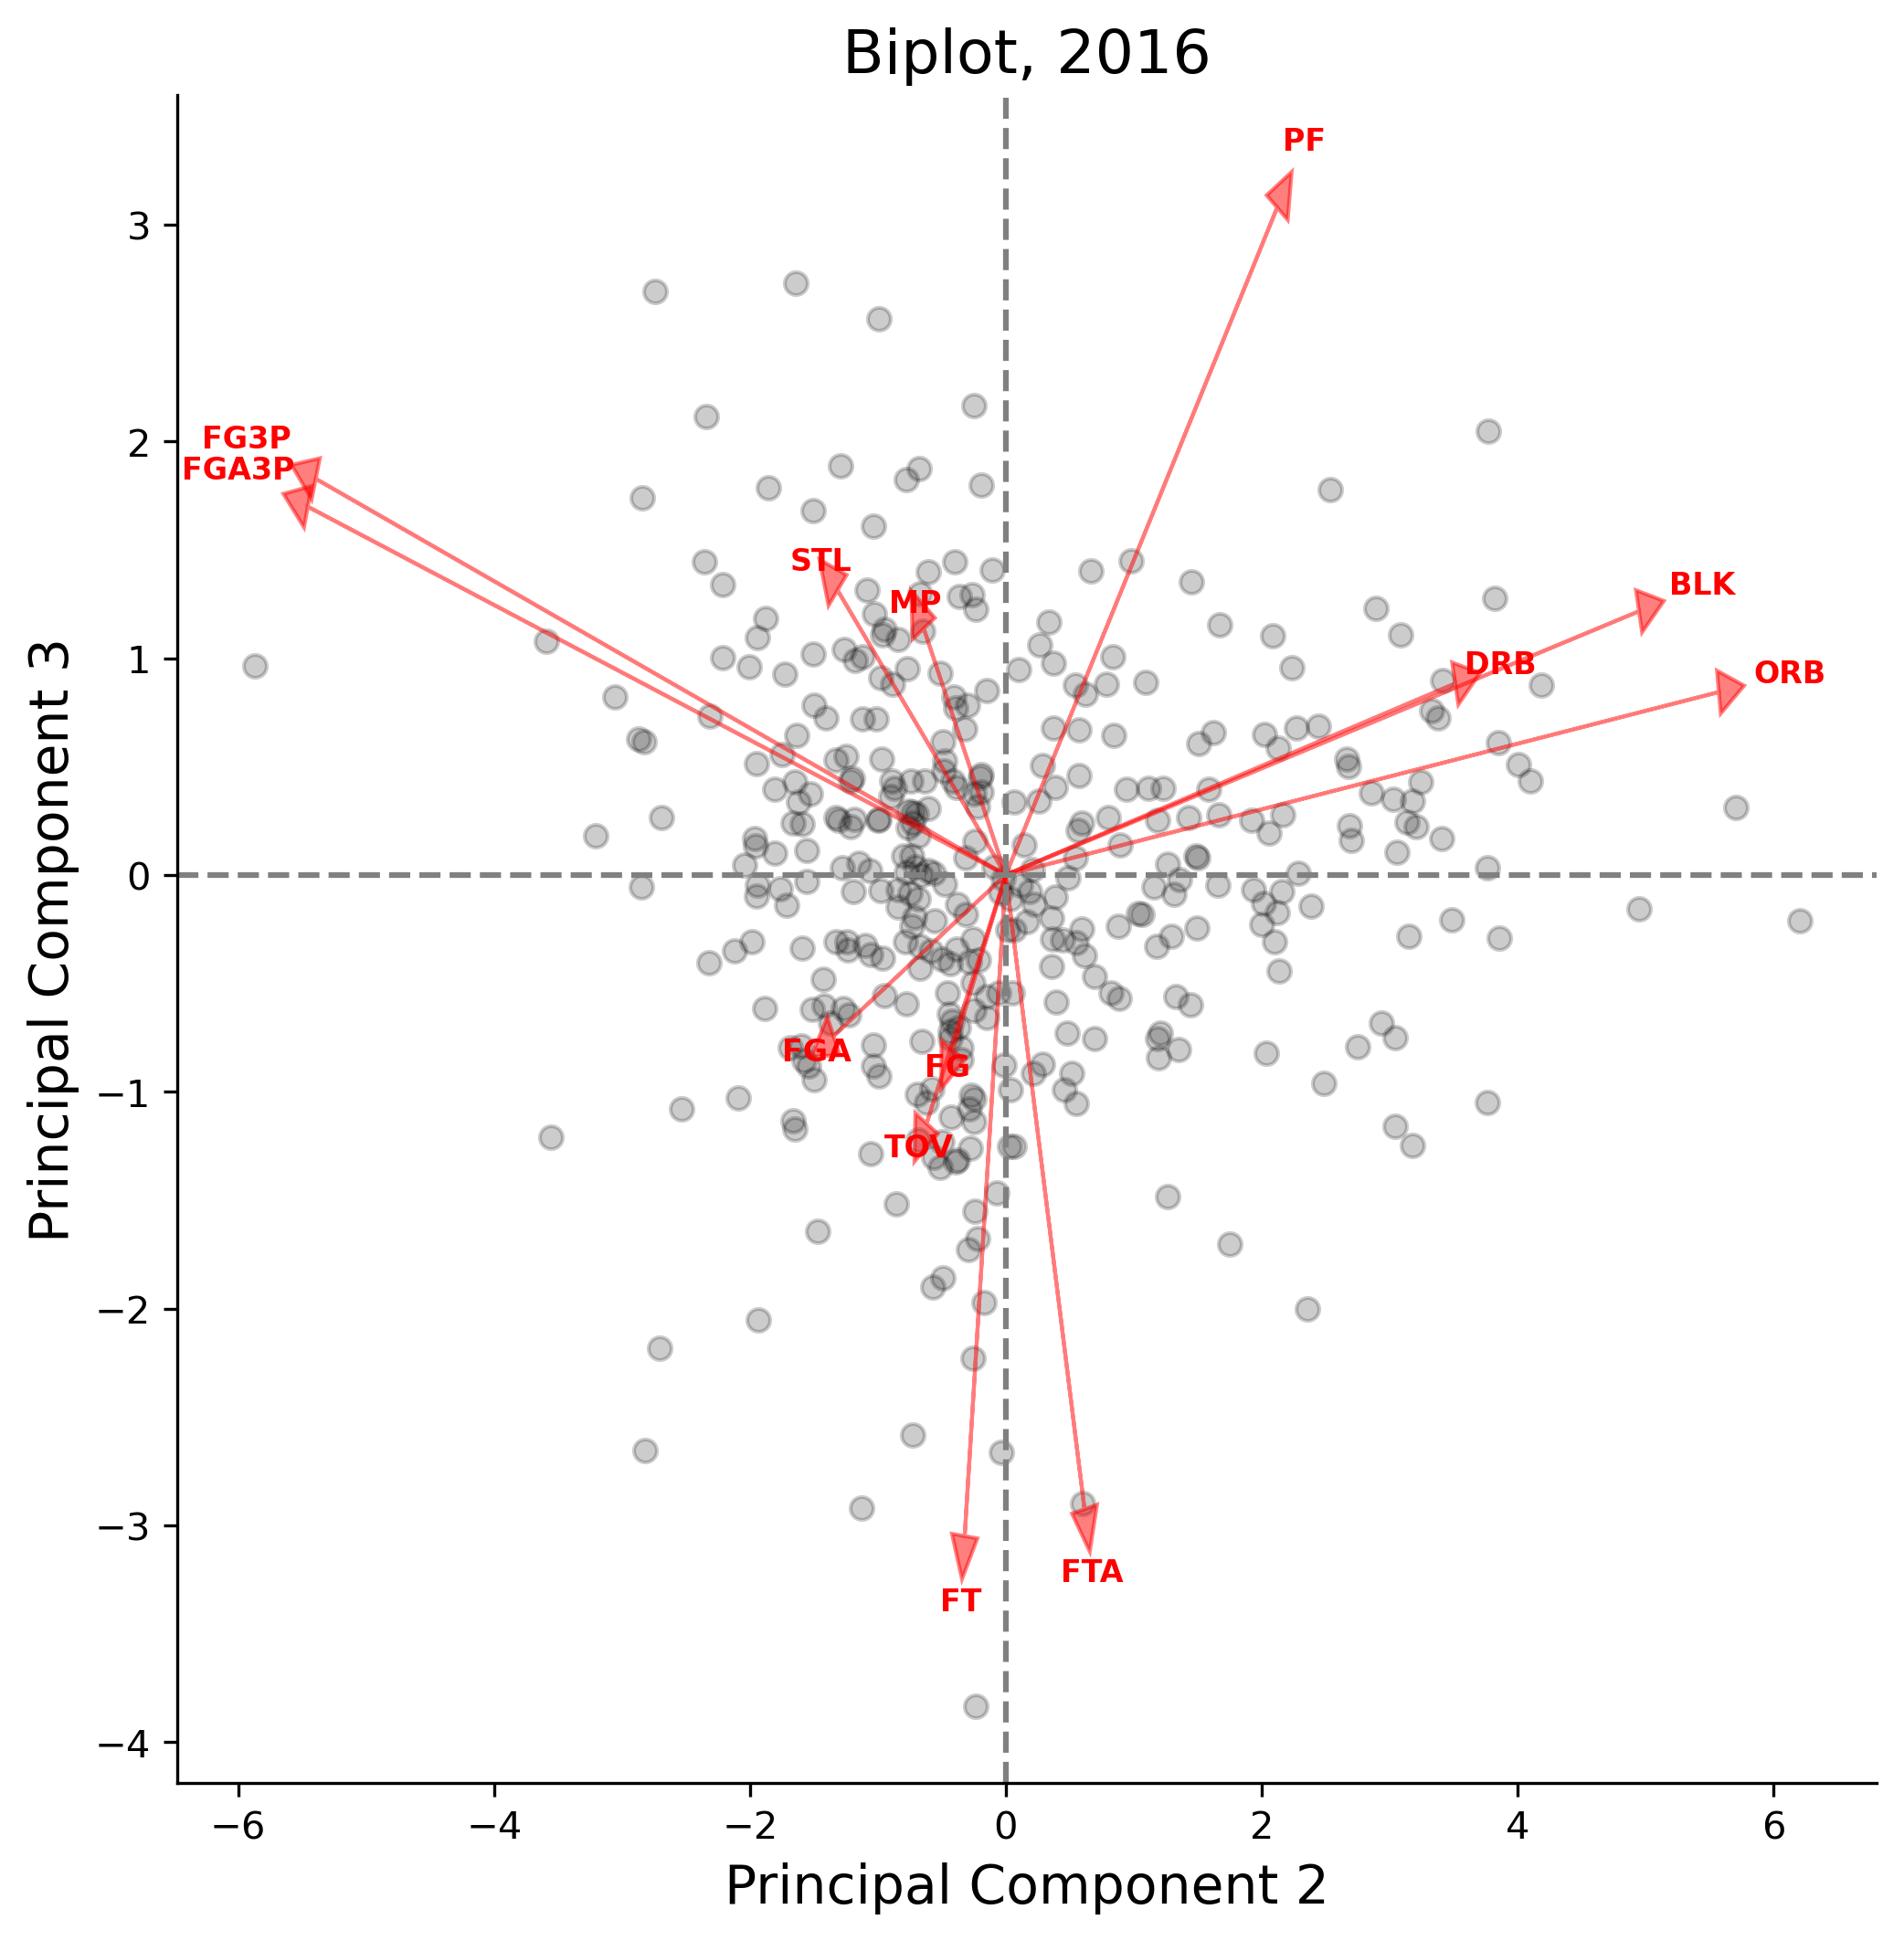 Biplot, 2016
PF
3
2
FG3P
FGA3P
STL
MP
BLK
DRB
ORB
1
0
FGA
FG
−1
TOV
−2
−3
FTA
FT
−4
−6
−4
−2
0
2
4
6
Principal Component 2
Principal Component 3